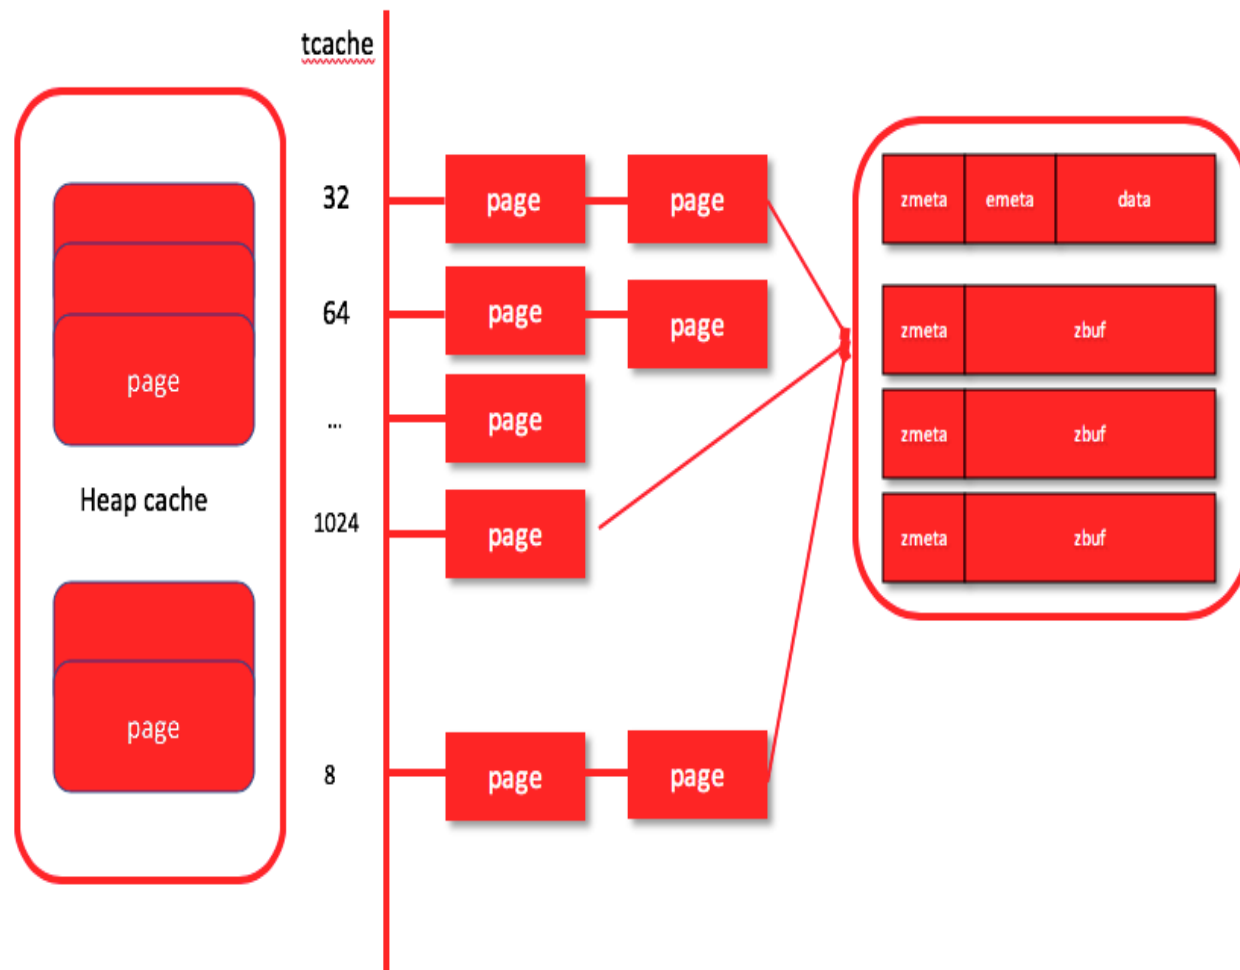 tcache
32
page
page
zmeta
emeta
data
64
page
page
zmeta
zbuf
page
...
page
zmeta
zbuf
Heap cache
1024
page
zmeta
zbuf
page
8
page
page